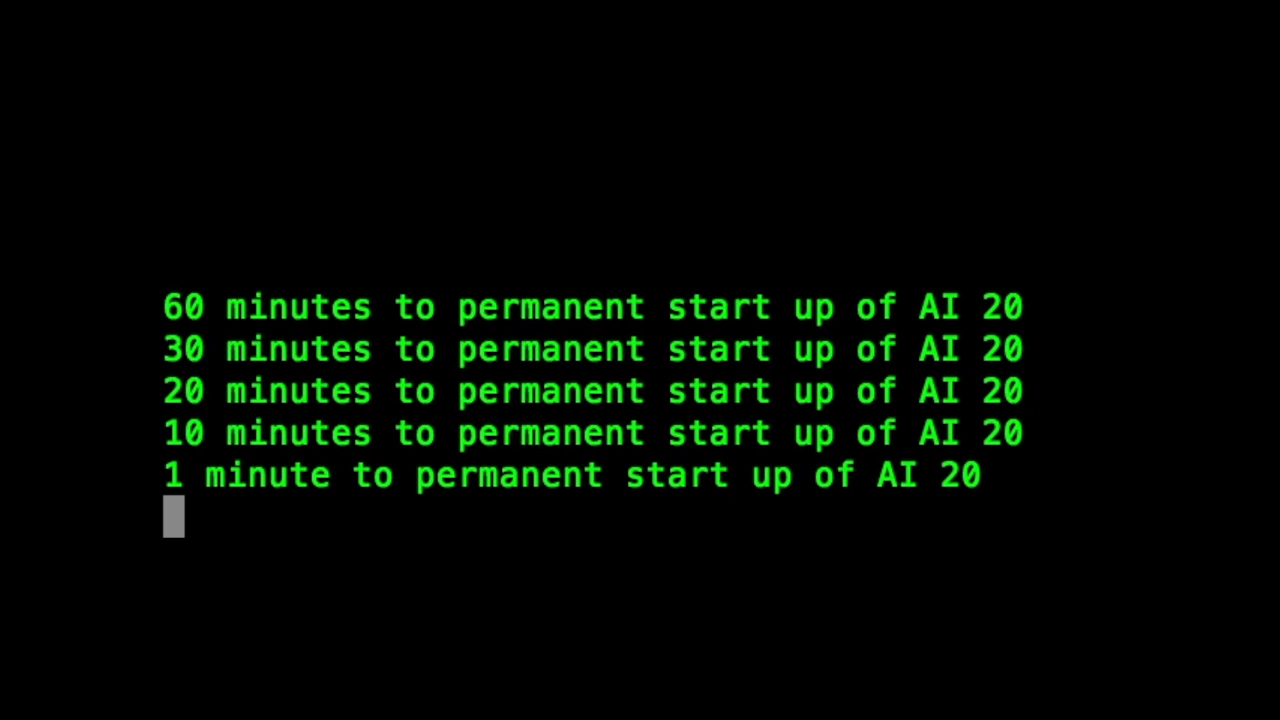 60 minutes to permanent start up of AI 20
30 minutes to permanent start up of AI 20
20 minutes to permanent start up of AI 20
10 minutes to permanent start up of AI 20
1 minute to permanent start up of AI 20